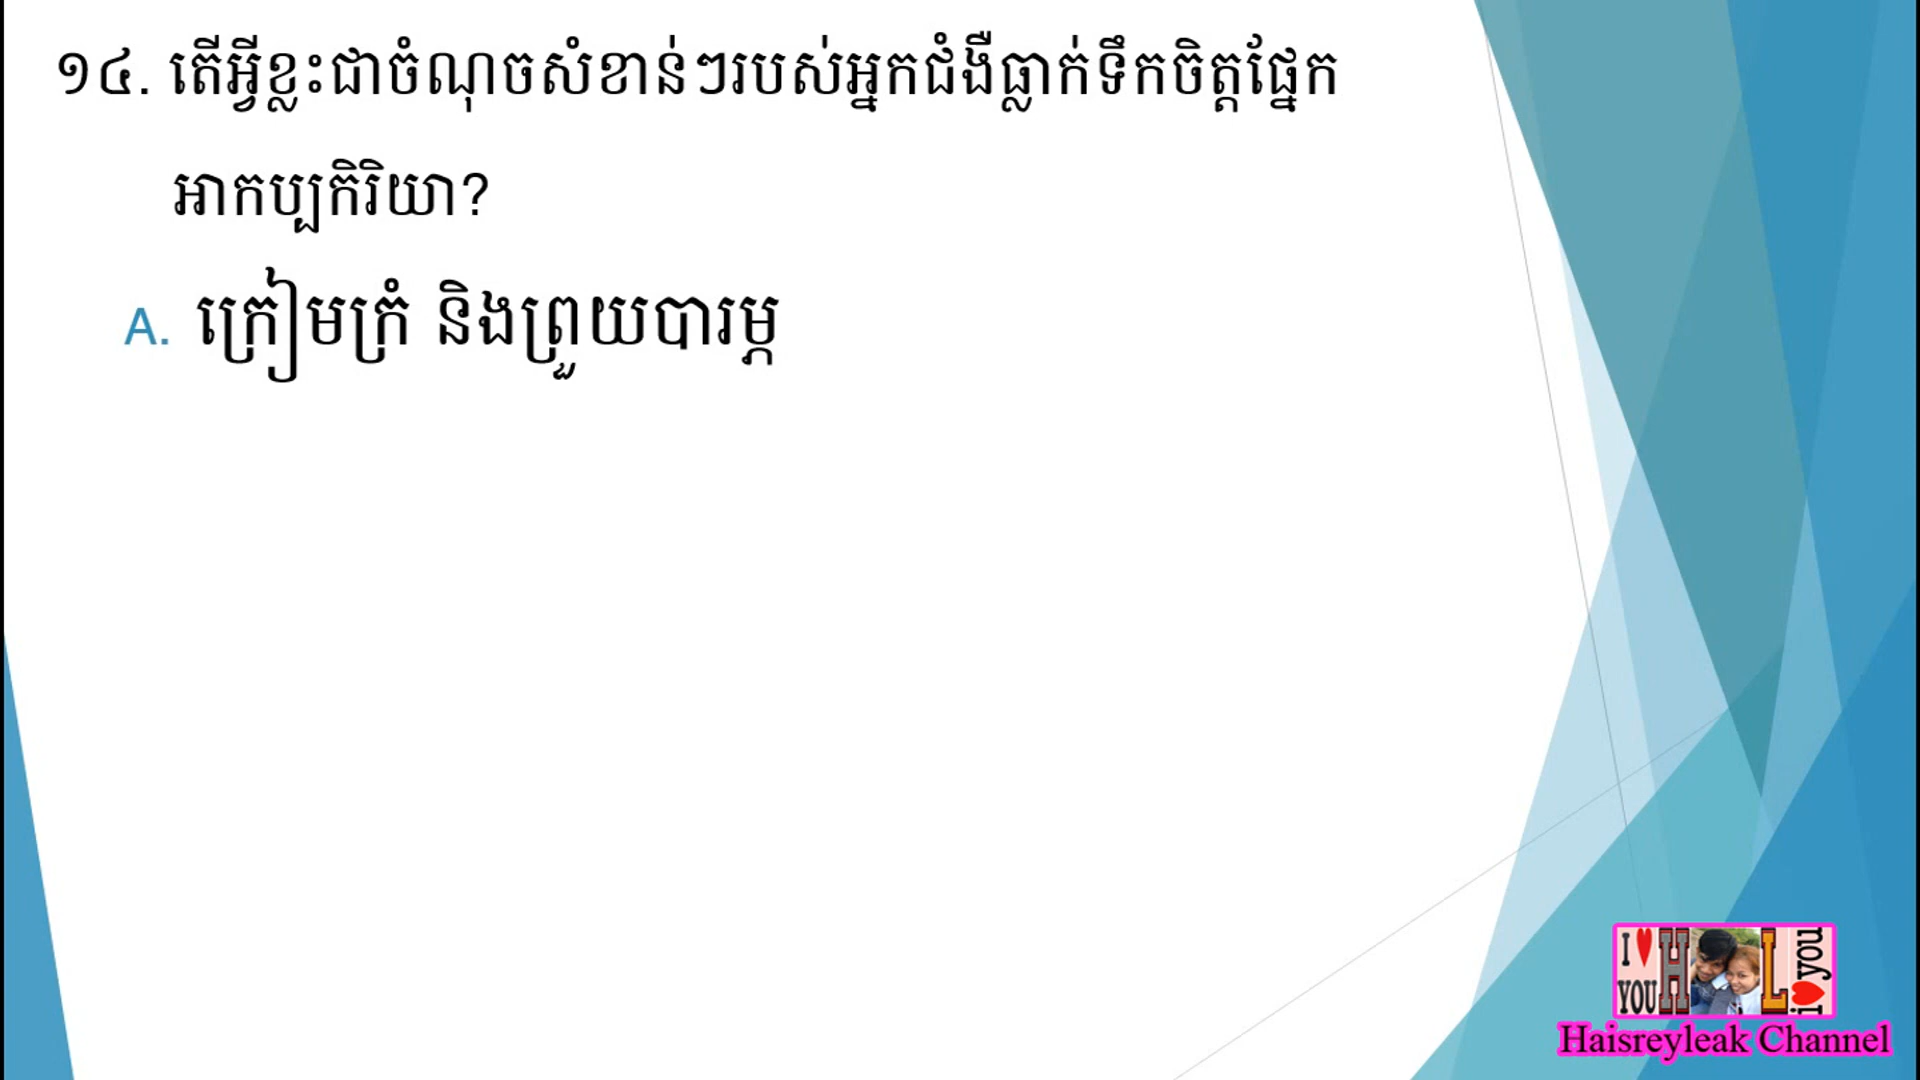 ១៤. តើអ្វីខ្លះជាចំណុចសំខាន់ៗរបស់អ្នកជំងឺធ្លាក់ទឹកចិត្តផ្នែក
អាកប្បកិរិយា?
A. ក្រៀមក្រំ និងព្រួយបារម្ភ
I ♥ YOU H L i ♥ you
Haisreyleak Channel